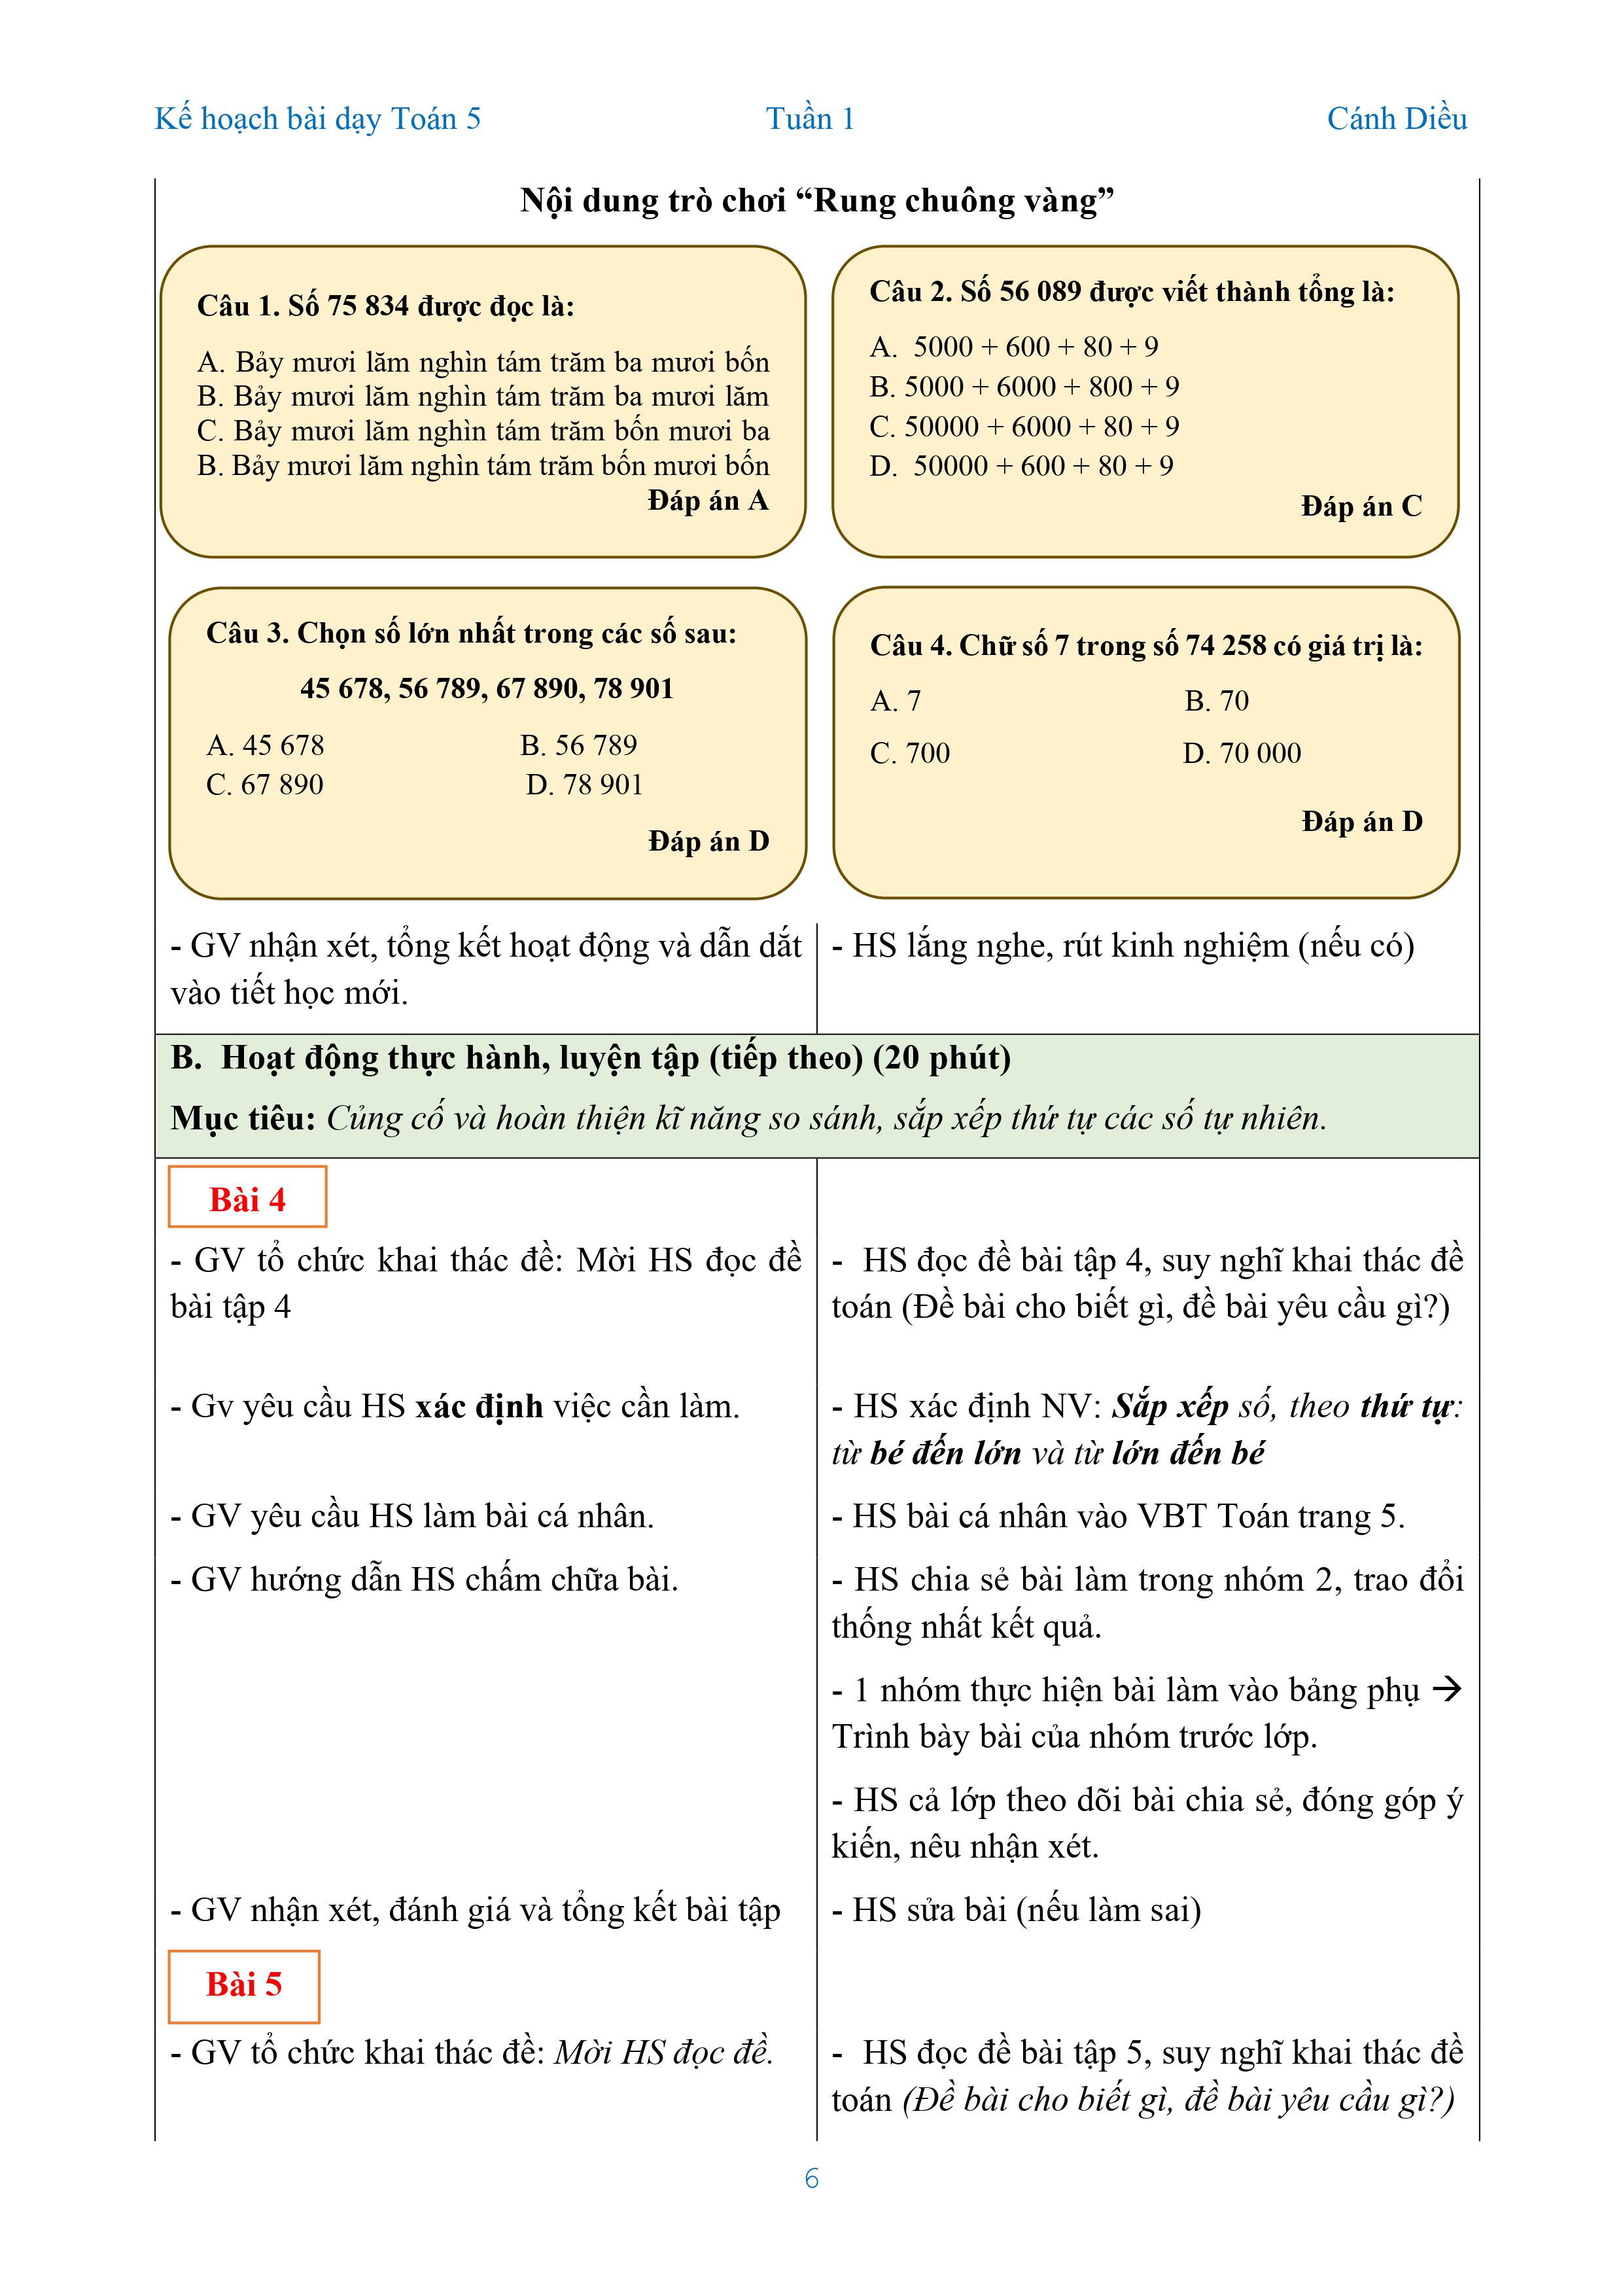 Kế hoạch bài dạy Toán 5 Tuần 1 Cánh Diều
Nội dung trò chơi “Rung chuông vàng”
Câu 1. Số 75 834 được đọc là:
A. Bảy mươi lăm nghìn tám trăm ba mươi bốn
B. Bảy mươi lăm nghìn tám trăm ba mươi lăm
C. Bảy mươi lăm nghìn tám trăm bốn mươi ba
B. Bảy mươi lăm nghìn tám trăm bốn mươi bốn
Đáp án A
Câu 2. Số 56 089 được viết thành tổng là:
A. 5000 + 600 + 80 + 9
B. 5000 + 6000 + 800 + 9
C. 50000 + 6000 + 80 + 9
D. 50000 + 600 + 80 + 9
Đáp án C
Câu 3. Chọn số lớn nhất trong các số sau:
45 678, 56 789, 67 890, 78 901
A. 45 678 B. 56 789
C. 67 890 D. 78 901
Đáp án D
Câu 4. Chữ số 7 trong số 74 258 có giá trị là:
A. 7 B. 70
C. 700 D. 70 000
Đáp án D
- GV nhận xét, tổng kết hoạt động và dẫn dắt
vào tiết học mới.
- HS lắng nghe, rút kinh nghiệm (nếu có)
B. Hoạt động thực hành, luyện tập (tiếp theo) (20 phút)
Mục tiêu: Củng cố và hoàn thiện kĩ năng so sánh, sắp xếp thứ tự các số tự nhiên.
Bài 4
- GV tổ chức khai thác đề: Mời HS đọc đề
bài tập 4
- HS đọc đề bài tập 4, suy nghĩ khai thác đề
toán (Đề bài cho biết gì, đề bài yêu cầu gì?)
- Gv yêu cầu HS xác định việc cần làm.
- HS xác định NV: Sắp xếp số, theo thứ tự:
từ bé đến lớn và từ lớn đến bé
- GV yêu cầu HS làm bài cá nhân.
- HS bài cá nhân vào VBT Toán trang 5.
- GV hướng dẫn HS chấm chữa bài.
- HS chia sẻ bài làm trong nhóm 2, trao đổi
thống nhất kết quả.
- 1 nhóm thực hiện bài làm vào bảng phụ →
Trình bày bài của nhóm trước lớp.
- HS cả lớp theo dõi bài chia sẻ, đóng góp ý
kiến, nêu nhận xét.
- GV nhận xét, đánh giá và tổng kết bài tập
- HS sửa bài (nếu làm sai)
Bài 5
- GV tổ chức khai thác đề: Mời HS đọc đề.
- HS đọc đề bài tập 5, suy nghĩ khai thác đề
toán (Đề bài cho biết gì, đề bài yêu cầu gì?)
6